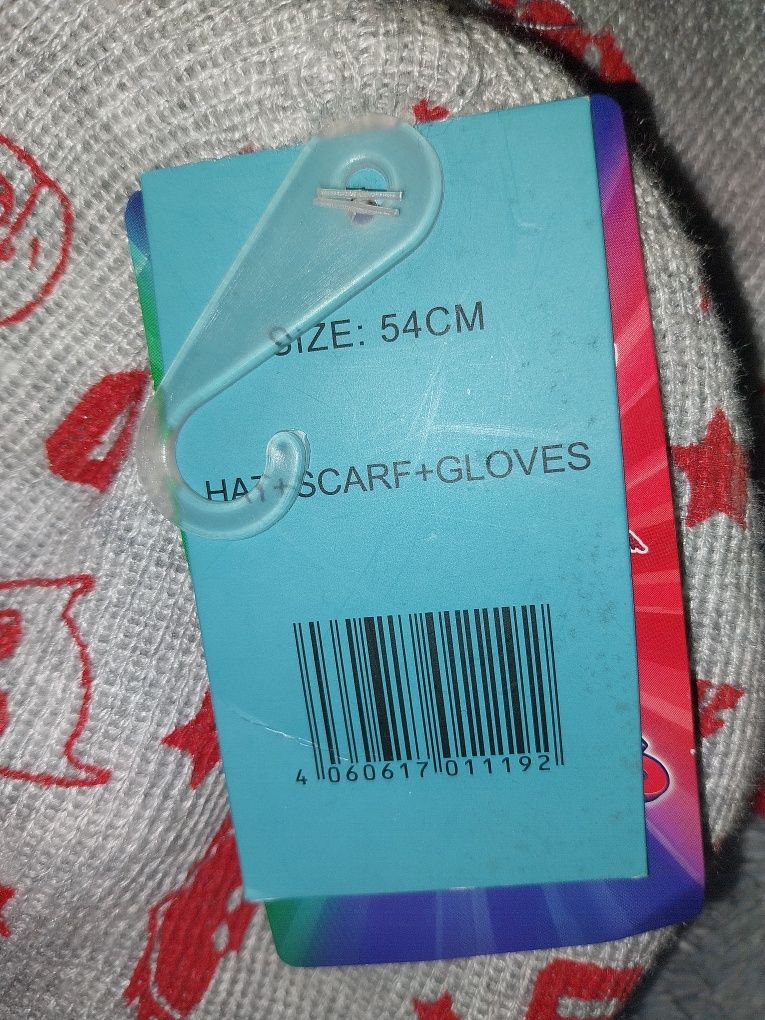 SIZE: 54CM
HAT+SCARF+GLOVES
4 060617 011192